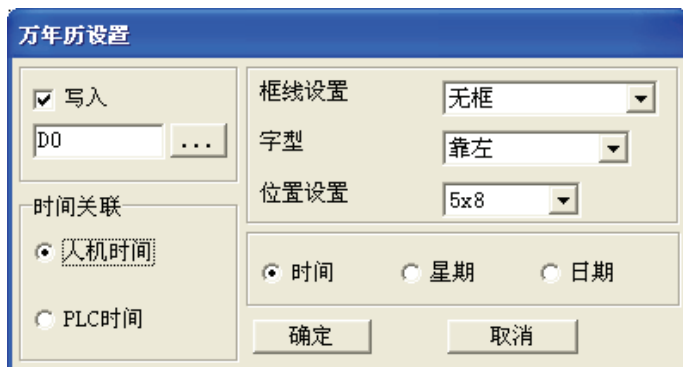 万年历设置
写入
D0
...
时间关联
人机时间
PLC时间
框线设置
无框
字型
靠左
位置设置
5x8
时间
星期
日期
确定
取消